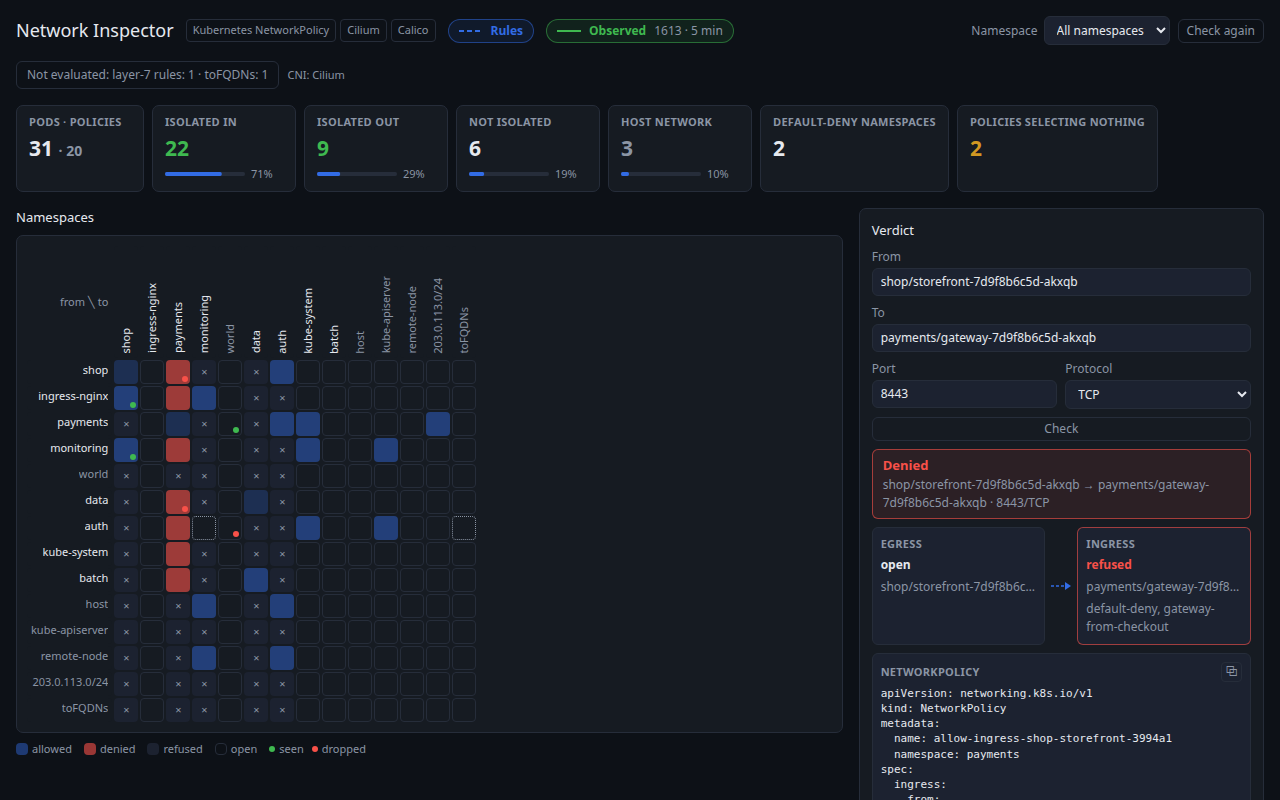 Network Inspector
Kubernetes NetworkPolicy
Cilium
Calico
Rules
Observed 1613 · 5 min
Namespace
All namespaces
Check again
Not evaluated: layer-7 rules: 1 · toFQDNs: 1
CNI: Cilium
PODS · POLICIES
31 · 20
ISOLATED IN
22
71%
ISOLATED OUT
9
29%
NOT ISOLATED
6
19%
HOST NETWORK
3
10%
DEFAULT-DENY NAMESPACES
2
POLICIES SELECTING NOTHING
2
Namespaces
from ╲ to
shop
ingress-nginx
payments
monitoring
world
data
auth
kube-system
batch
host
kube-apiserver
remote-node
203.0.113.0/24
toFQDNs
shop × ×
ingress-nginx × ×
payments × × ×
monitoring × ×
world × × × × ×
data × × ×
auth × × ×
kube-system × × × ×
batch × × ×
host × × ×
kube-apiserver × × × × ×
remote-node × × ×
203.0.113.0/24 × × × × ×
toFQDNs × × × × ×
allowed
denied
refused
open
seen
dropped
Verdict
From
shop/storefront-7d9f8b6c5d-akxqb
To
payments/gateway-7d9f8b6c5d-akxqb
Port
Protocol
8443
TCP
Check
Denied
shop/storefront-7d9f8b6c5d-akxqb → payments/gateway-
7d9f8b6c5d-akxqb · 8443/TCP
EGRESS
open
shop/storefront-7d9f8b6c...
INGRESS
refused
payments/gateway-7d9f8...
default-deny, gateway-
from-checkout
NETWORKPOLICY
apiVersion: networking.k8s.io/v1
kind: NetworkPolicy
metadata:
  name: allow-ingress-shop-storefront-3994a1
  namespace: payments
spec:
  ingress:
  - from: